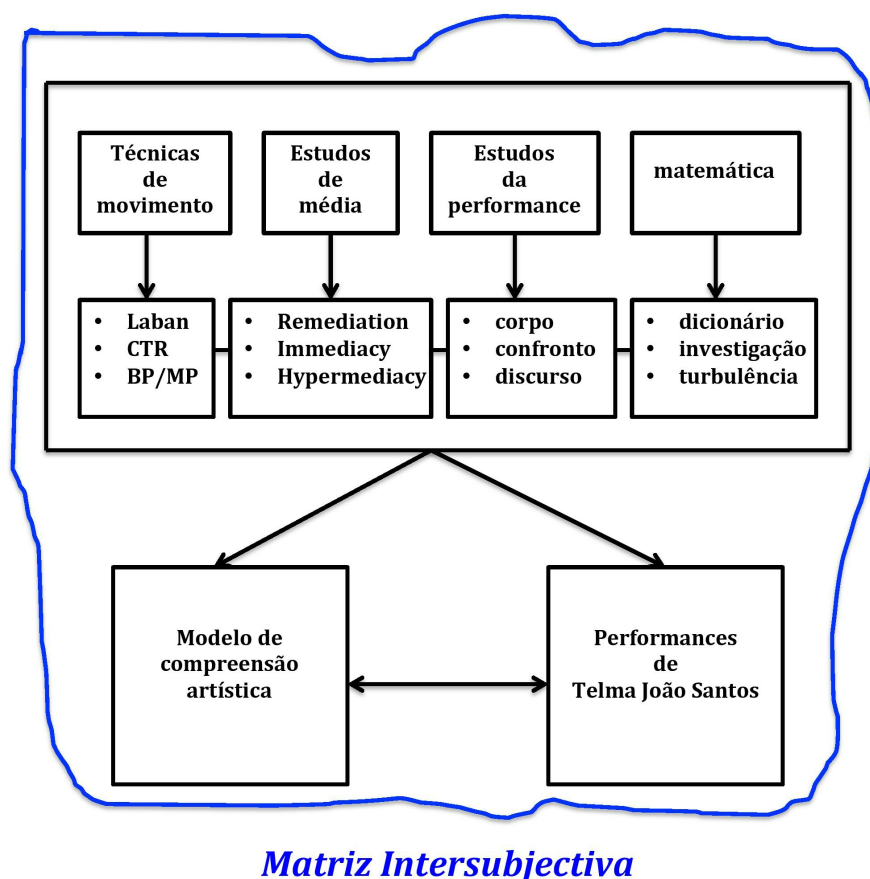 Técnicas
de
movimento
Estudos
de
média
Estudos
da
performance
matemática
• Laban
• CTR
• BP/MP
• Remediation
• Immediacy
• Hypermediacy
• corpo
• confronto
• discurso
• dicionário
• investigação
• turbulência
Modelo de
compreensão
artística
Performances
de
Telma João Santos
Matriz Intersubjectiva